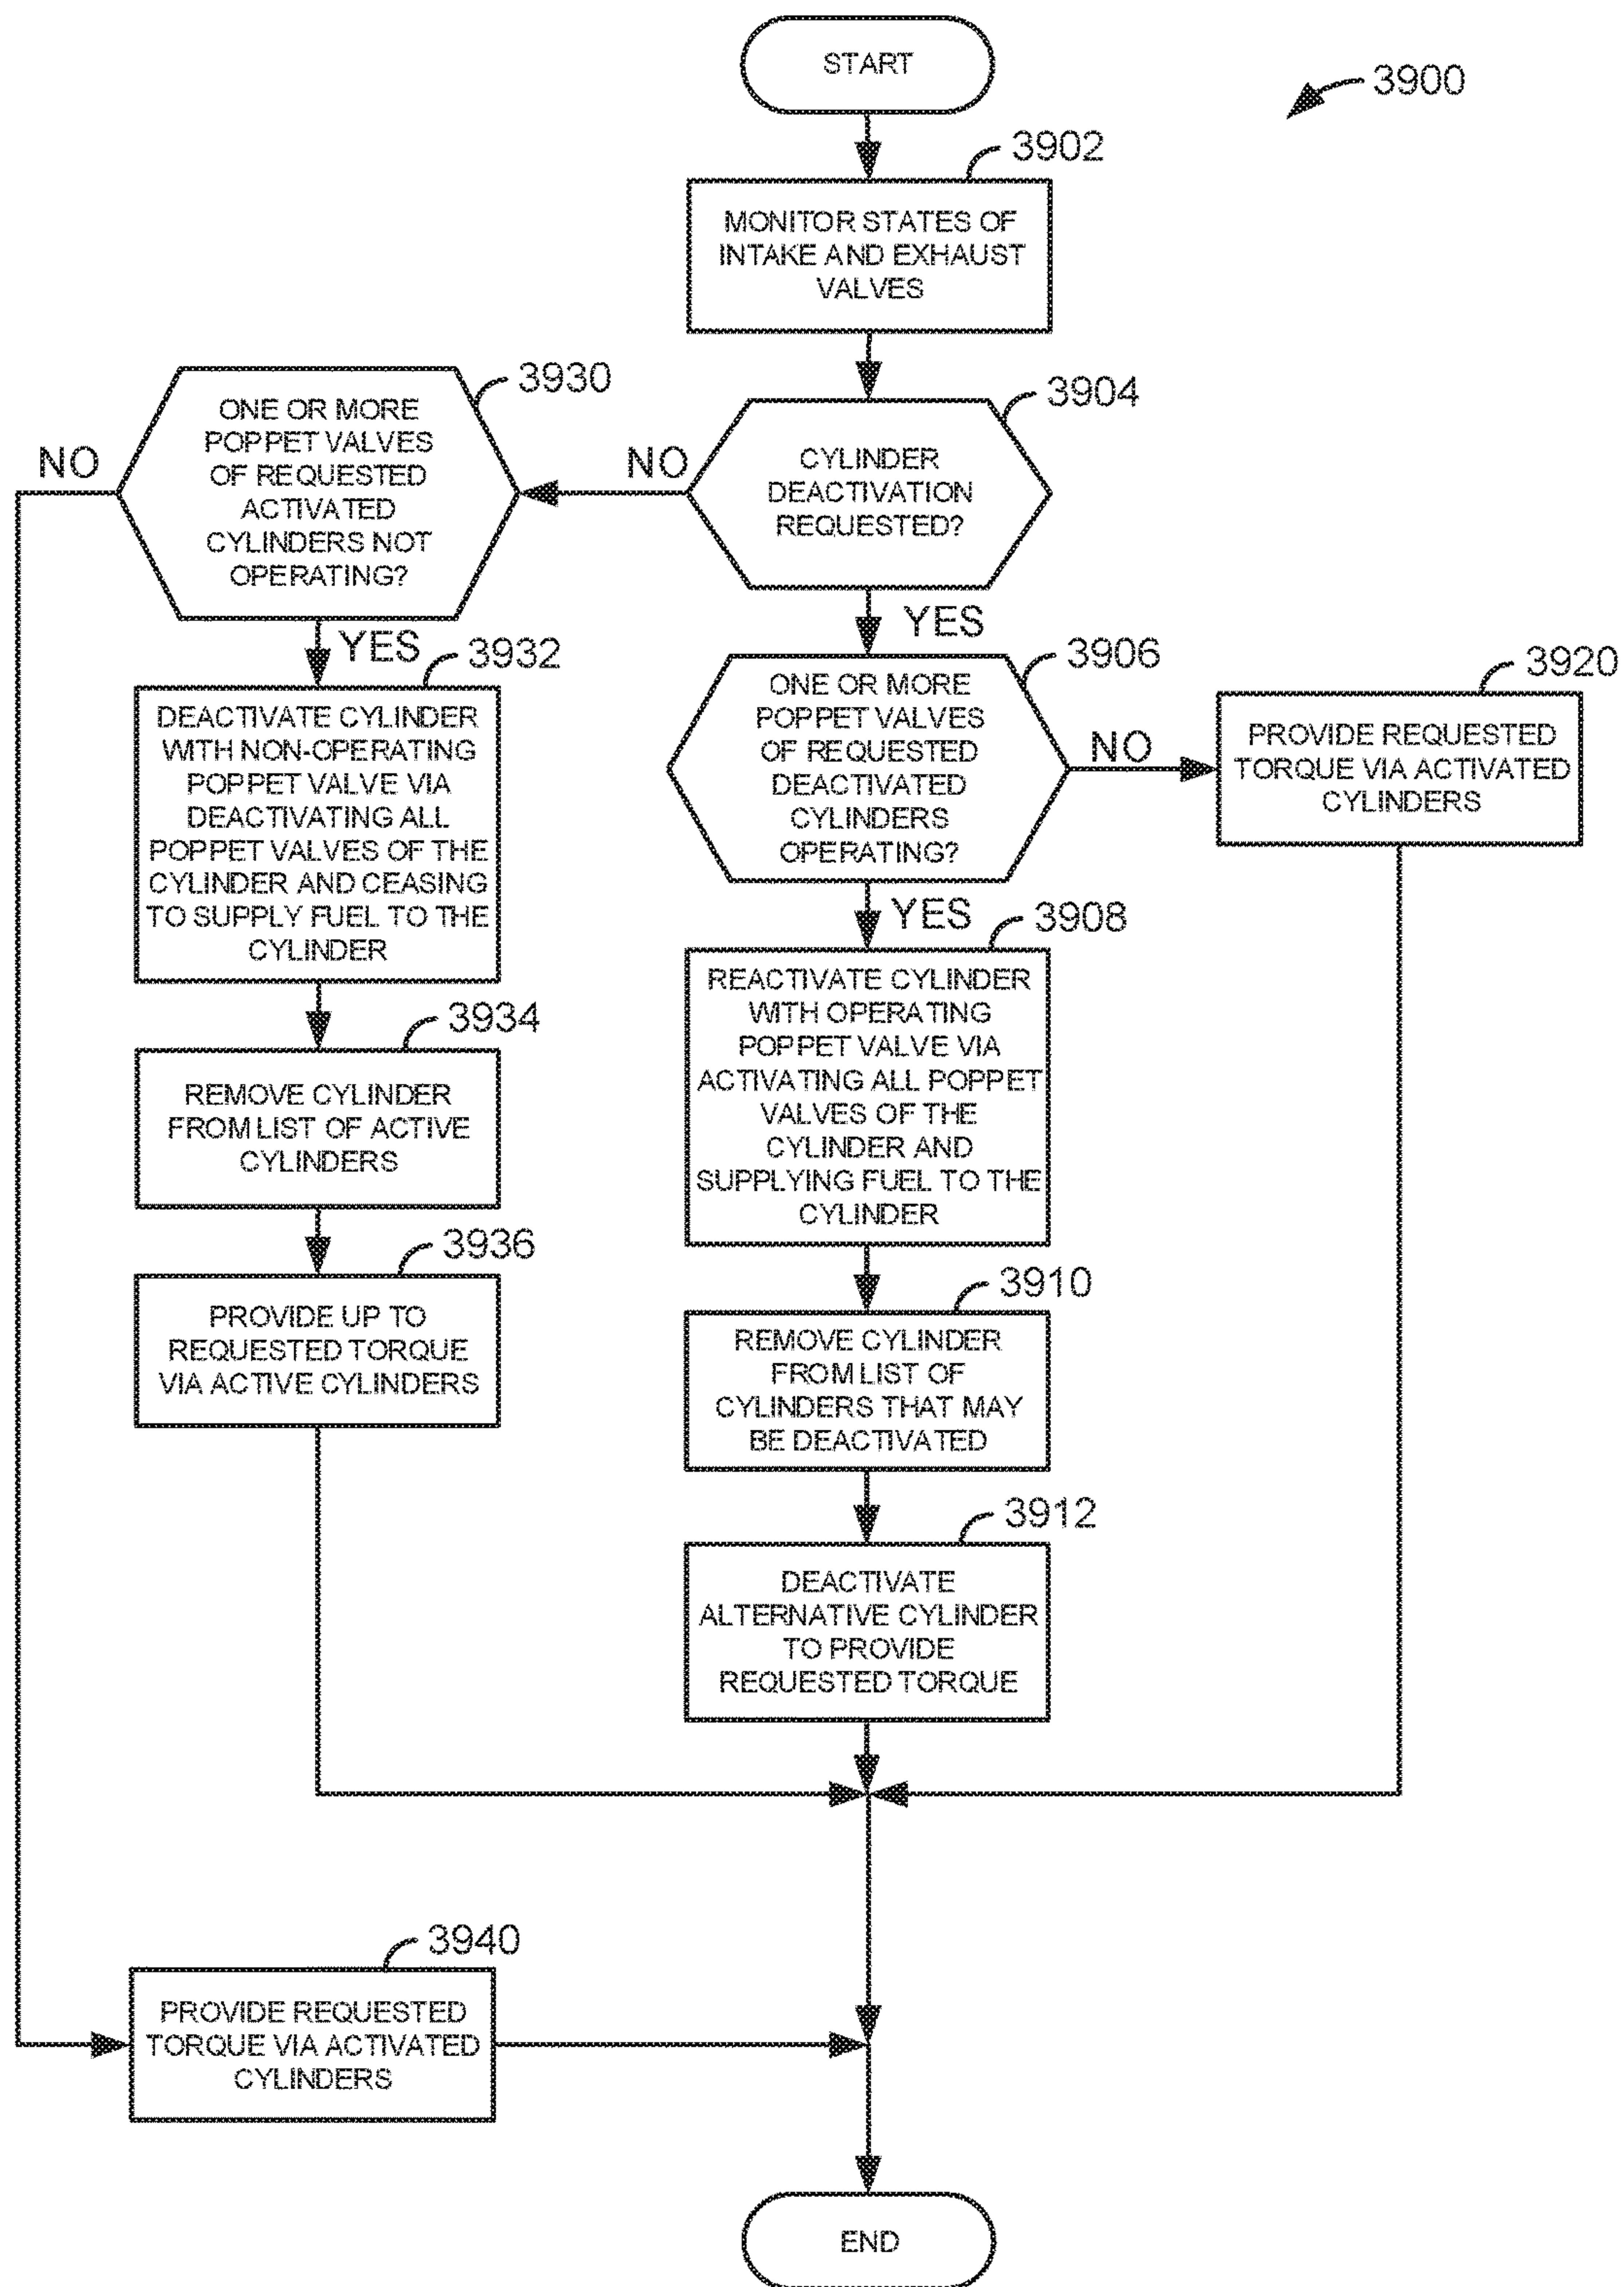 START
3900
3902
MONITOR STATES OF
INTAKE AND EXHAUST
VALVES
3904
CYLINDER
DEACTIVATION
REQUESTED?
NO
YES
3930
ONE OR MORE
POPPET VALVES
OF REQUESTED
ACTIVATED
CYLINDERS NOT
OPERATING?
NO
YES
3906
ONE OR MORE
POPPET VALVES
OF REQUESTED
DEACTIVATED
CYLINDERS
OPERATING?
NO
YES
3920
PROVIDE REQUESTED
TORQUE VIA ACTIVATED
CYLINDERS
3932
DEACTIVATE CYLINDER
WITH NON-OPERATING
POPPET VALVE VIA
DEACTIVATING ALL
POPPET VALVES OF THE
CYLINDER AND CEASING
TO SUPPLY FUEL TO THE
CYLINDER
3908
REACTIVATE CYLINDER
WITH OPERATING
POPPET VALVE VIA
ACTIVATING ALL POPPET
VALVES OF THE
CYLINDER AND
SUPPLYING FUEL TO THE
CYLINDER
3934
REMOVE CYLINDER
FROM LIST OF ACTIVE
CYLINDERS
3936
PROVIDE UP TO
REQUESTED TORQUE
VIA ACTIVE CYLINDERS
3910
REMOVE CYLINDER
FROM LIST OF
CYLINDERS THAT MAY
BE DEACTIVATED
3912
DEACTIVATE
ALTERNATIVE CYLINDER
TO PROVIDE
REQUESTED TORQUE
3940
PROVIDE REQUESTED
TORQUE VIA ACTIVATED
CYLINDERS
END